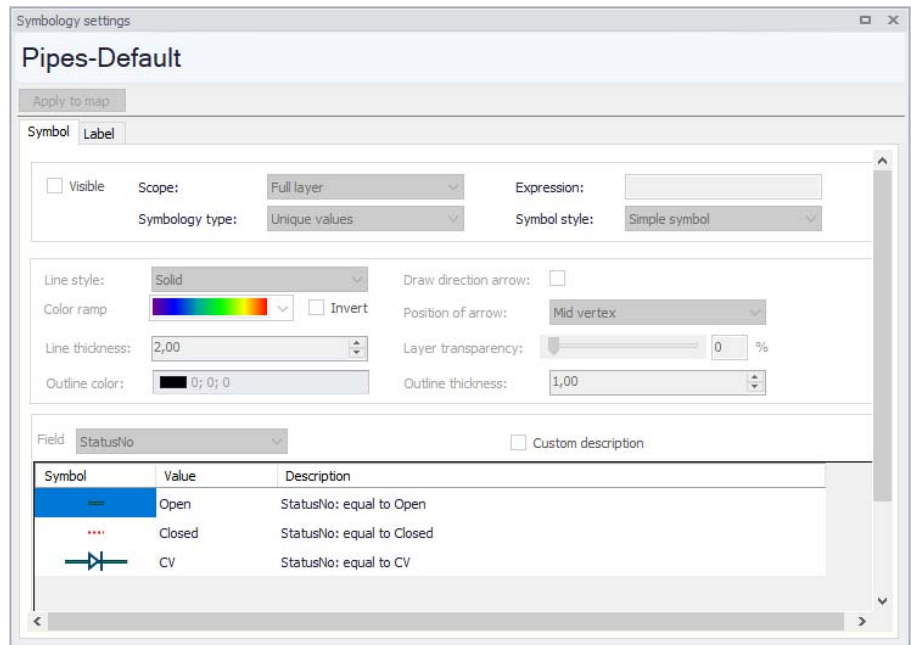 Symbology settings
Pipes-Default
Apply to map
Symbol Label
Visible Scope: Full layer Expression:
Symbology type: Unique values Symbol style: Simple symbol
Line style: Solid Draw direction arrow:
Color ramp Invert Position of arrow: Mid vertex
Line thickness: 2,00 Layer transparency: 0 %
Outline color: 0; 0; 0 Outline thickness: 1,00
Field StatusNo Custom description
Symbol Value Description
Open StatusNo: equal to Open
Closed StatusNo: equal to Closed
CV StatusNo: equal to CV